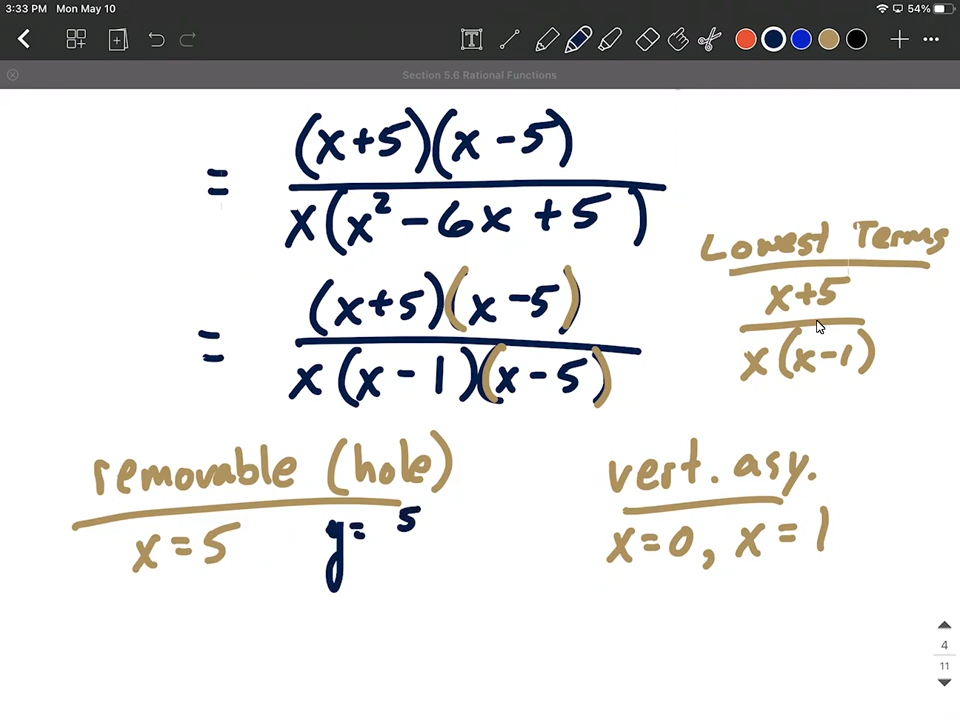 3:33 PM Mon May 10
54%
Section 5.6 Rational Functions
(x+5)(x-5)
=
x(x²-6x+5)
Lowest Terms
x+5
x(x-1)
(x+5)(x-5)
=
x(x-1)(x-5)
removable (hole)
x=5 y= 5
vert. asy.
x=0, x=1
4
11